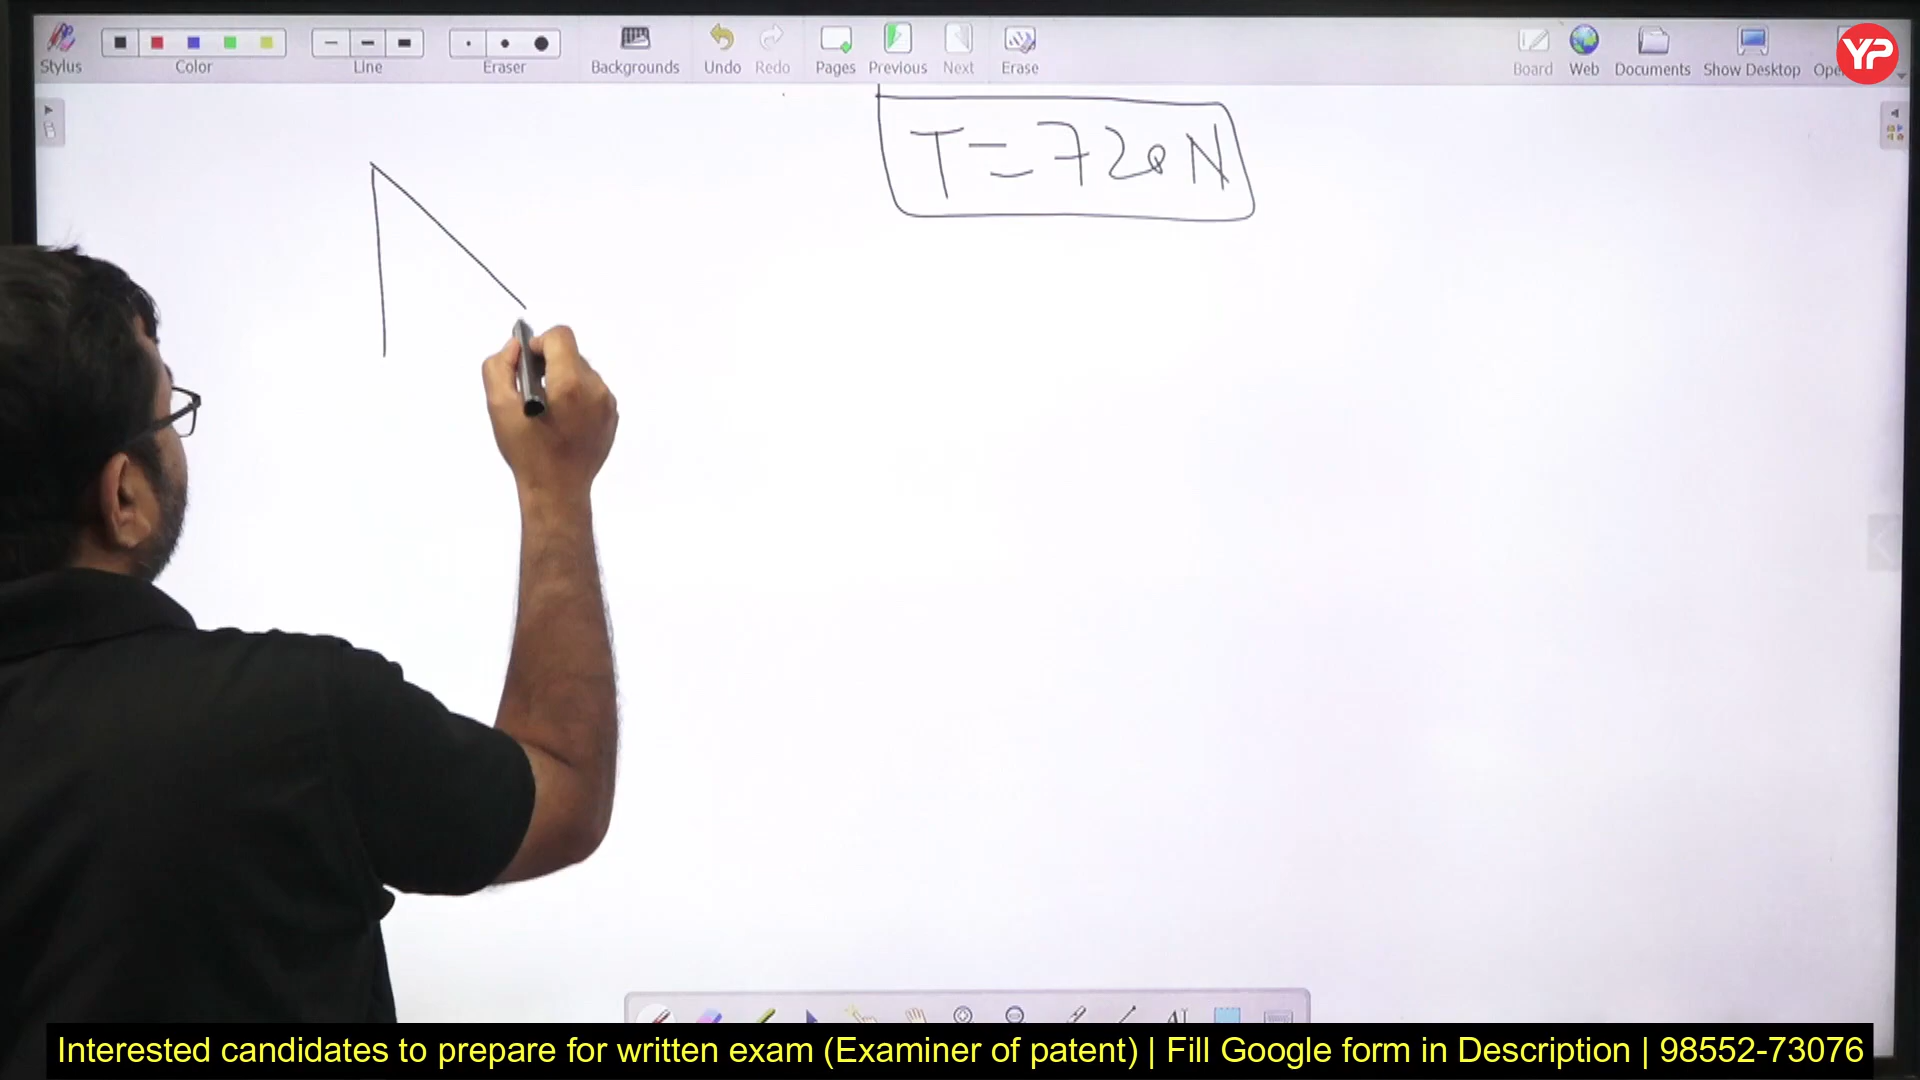 Stylus
Color
Line
Eraser
Backgrounds
Undo
Redo
Pages
Previous
Next
Erase
Board
Web
Documents
Show Desktop
YP
T = 720 N
Interested candidates to prepare for written exam (Examiner of patent) | Fill Google form in Description | 98552-73076